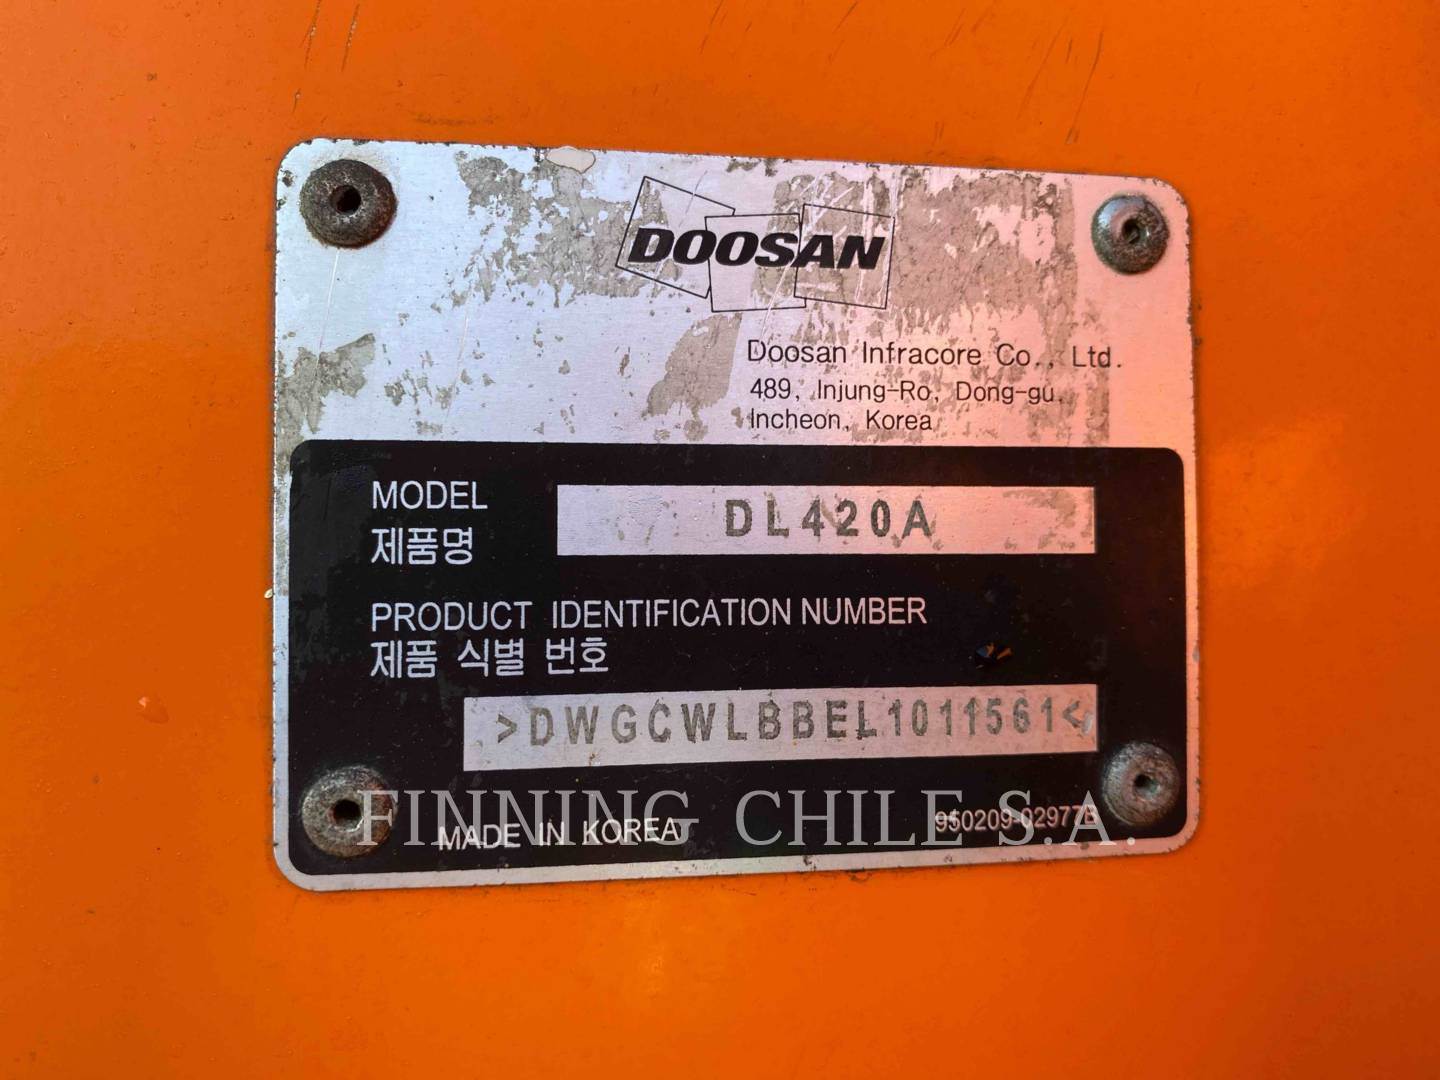 DOOSAN
Doosan Infracore Co., Ltd.
489, Injung-Ro, Dong-gu,
Incheon, Korea
MODEL
제품명
DL420A
PRODUCT IDENTIFICATION NUMBER
제품 식별 번호
>DWGCWLBBEL1011561<
MADE IN KOREA
950209-02977B
FINNING CHILE S.A.